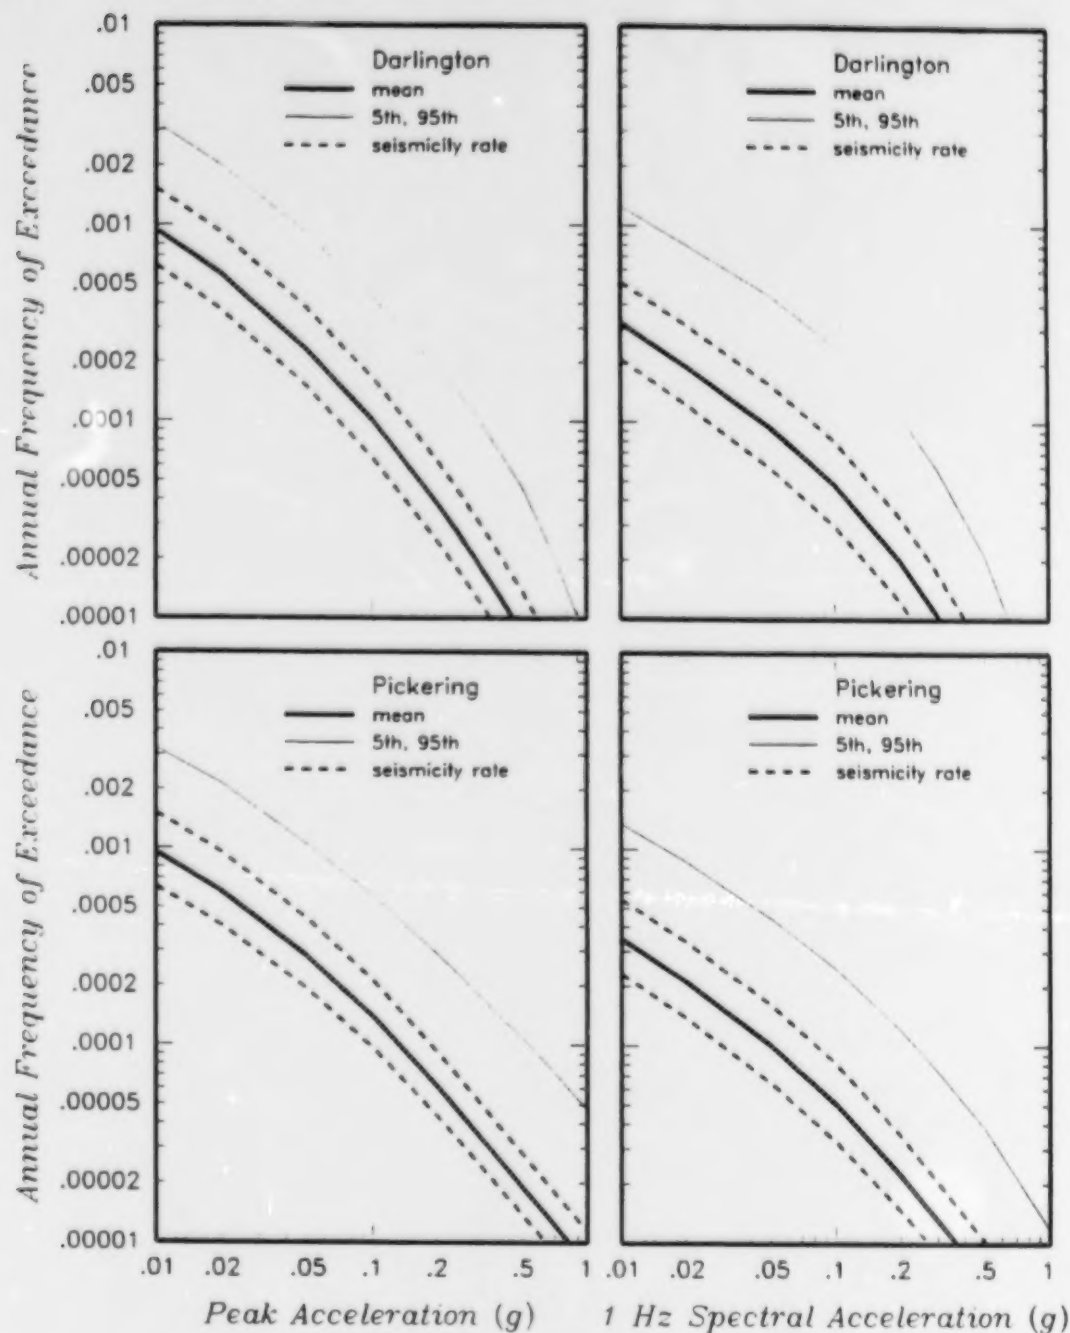 Annual Frequency of Exceedance
.01
.005
.002
.001
.0005
.0002
.0001
.00005
.00002
.00001
Darlington
mean
5th, 95th
seismicity rate
Darlington
mean
5th, 95th
seismicity rate
Annual Frequency of Exceedance
.01
.005
.002
.001
.0005
.0002
.0001
.00005
.00002
.00001
Pickering
mean
5th, 95th
seismicity rate
Pickering
mean
5th, 95th
seismicity rate
.01 .02 .05 .1 .2 .5 1
.01 .02 .05 .1 .2 .5 1
Peak Acceleration (g)
1 Hz Spectral Acceleration (g)